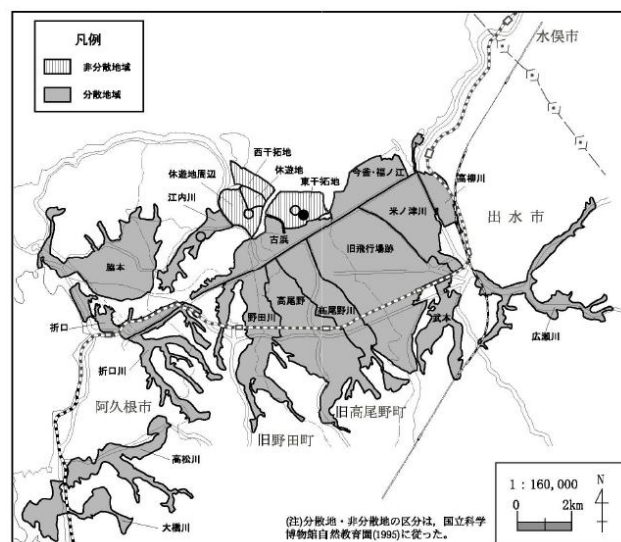 凡例
非分散地域
分散地域
水俣市
西干拓地
休遊地
休遊地周辺
東干拓地
今釜・福ノ江
高柳川
江内川
米ノ津川
出水市
古浜
旧飛行場跡
脇本
高尾野
野田川
高尾野川
折口
武本
広瀬川
折口川
阿久根市
旧高尾野町
旧野田町
高松川
大橋川
1:160,000
N
0
2km
(注)分散地・非分散地の区分は，国立科学
博物館自然教育園(1995)に従った。